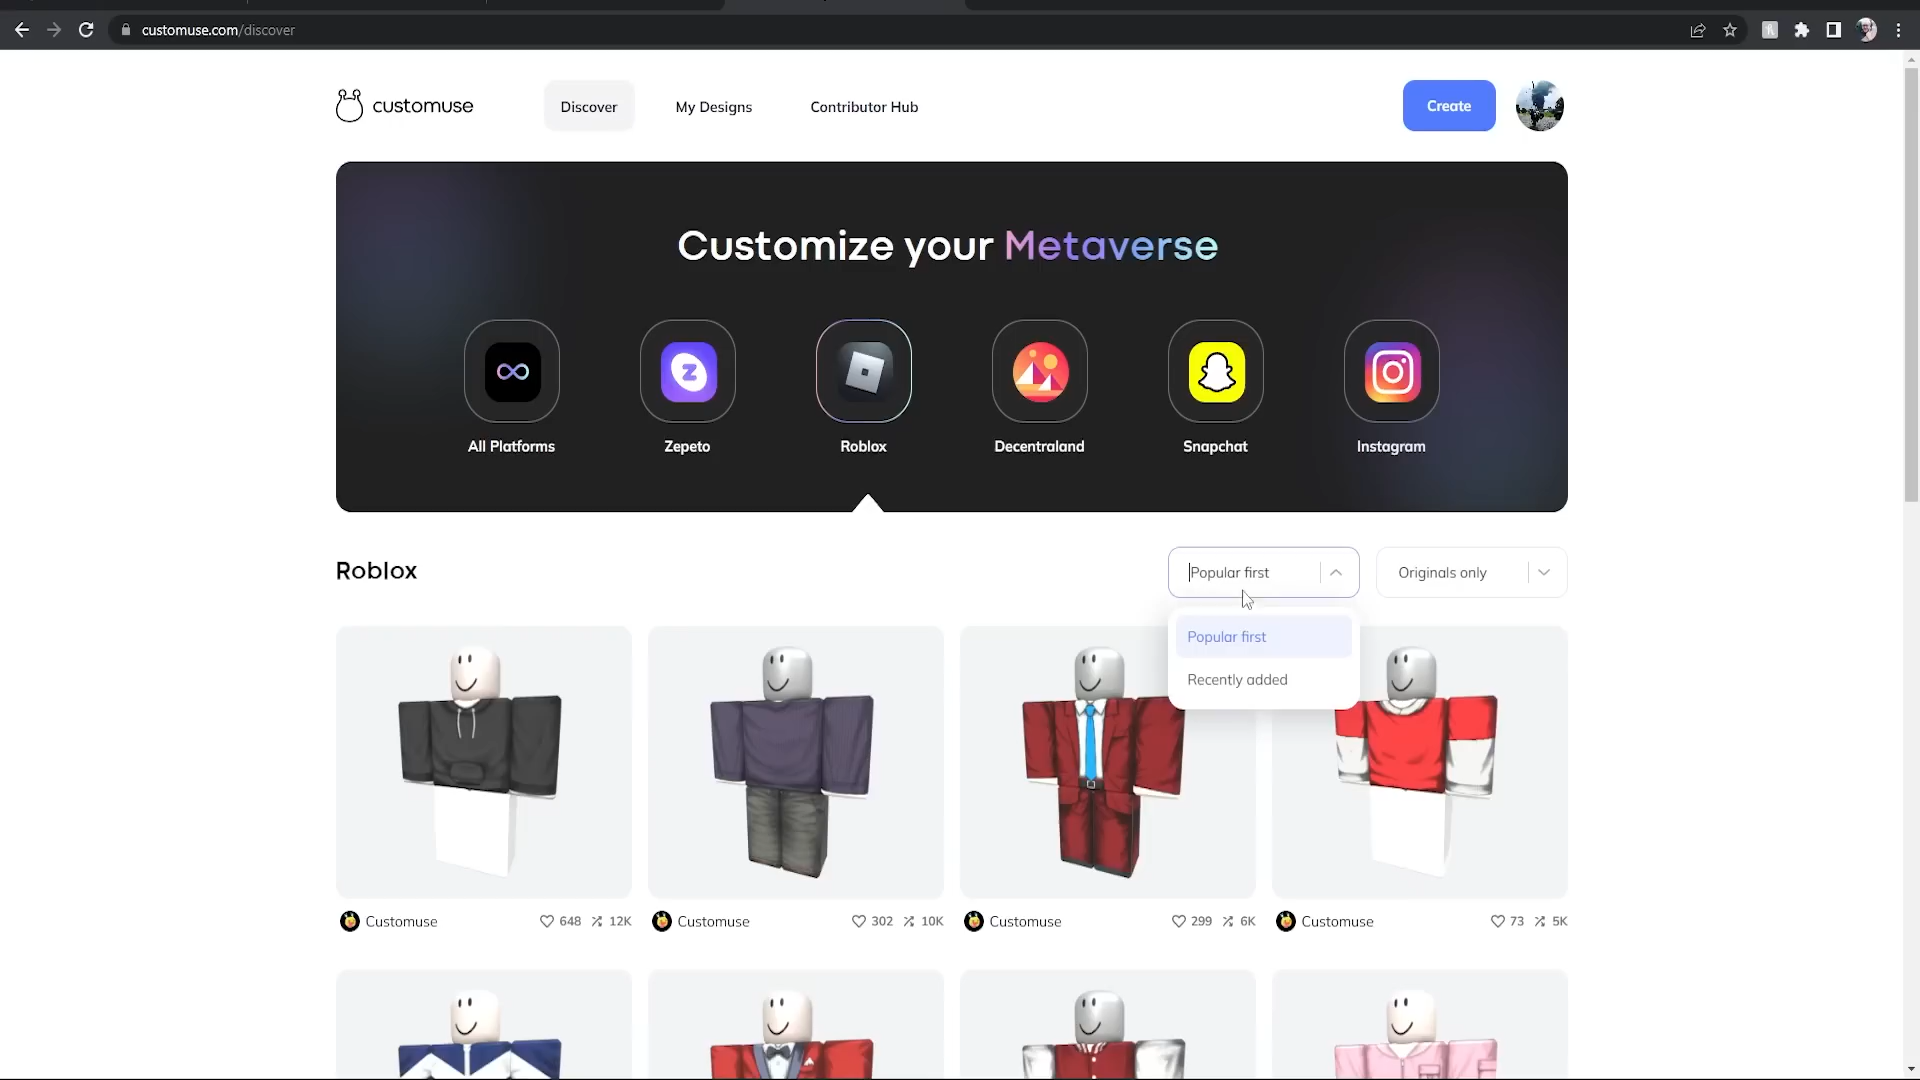 customuse.com/discover
customuse
Discover
My Designs
Contributor Hub
Create
Customize your Metaverse
All Platforms
Zepeto
Roblox
Decentraland
Snapchat
Instagram
Roblox
Popular first
Originals only
Popular first
Recently added
Customuse 648 12K
Customuse 302 10K
Customuse 299 6K
Customuse 73 5K